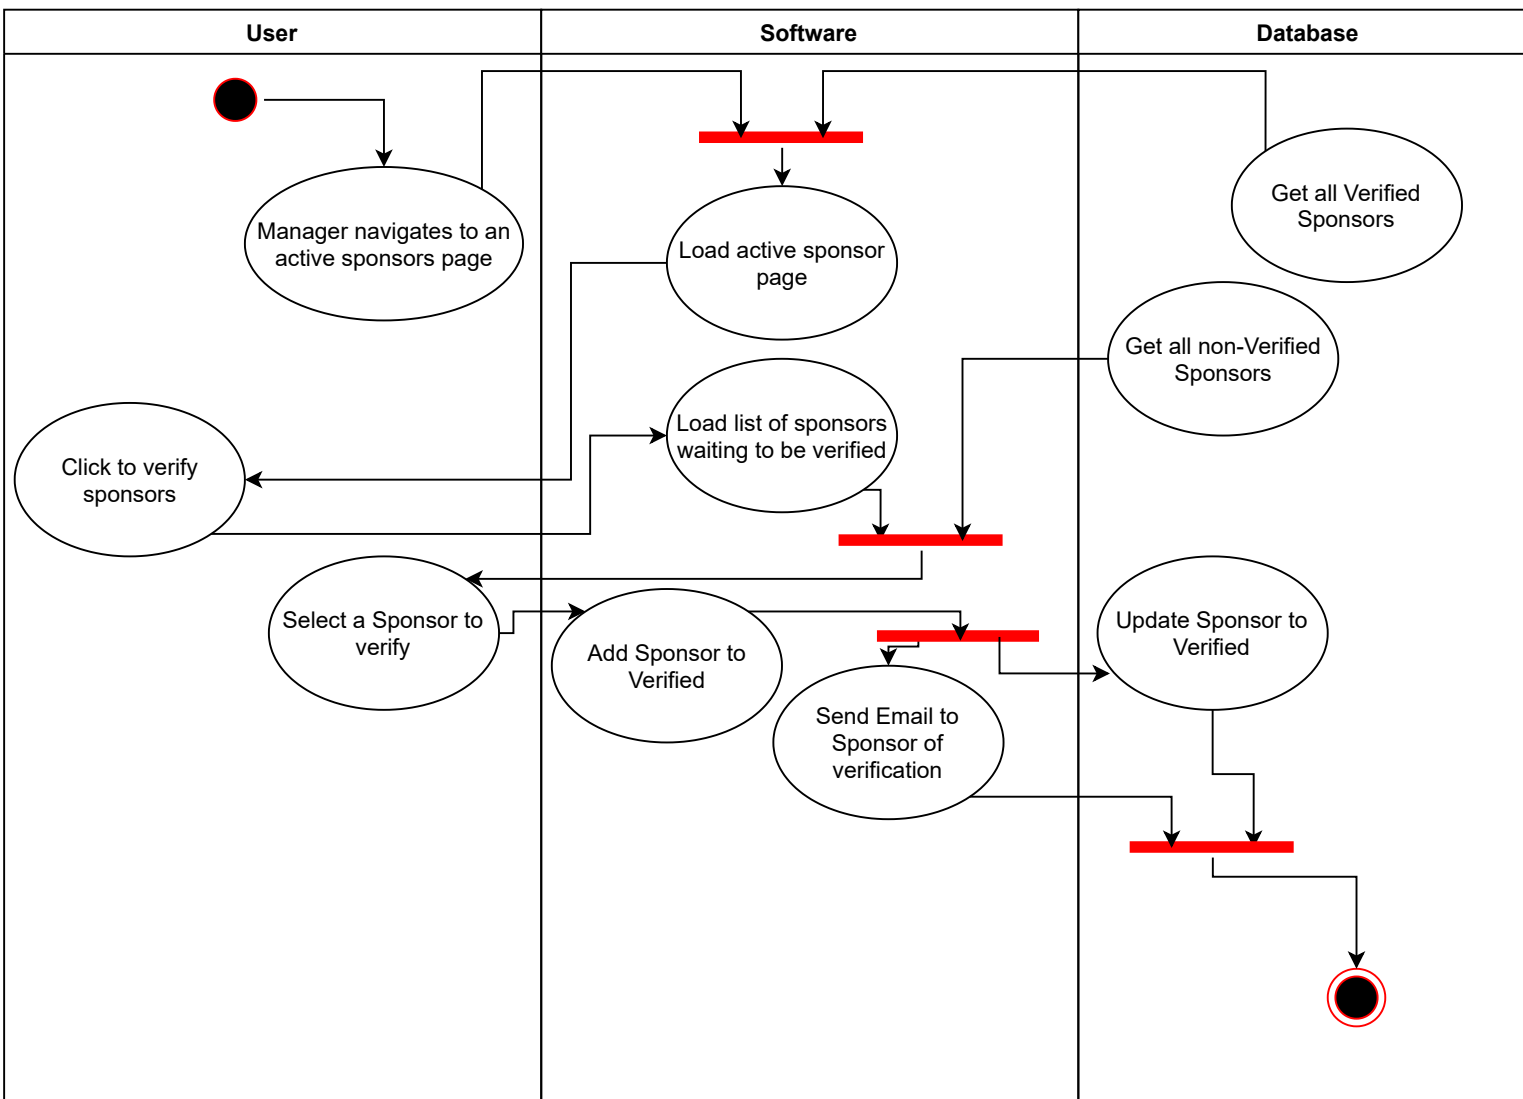 User
Software
Database
Manager navigates to an
active sponsors page
Load active sponsor
page
Get all Verified
Sponsors
Get all non-Verified
Sponsors
Load list of sponsors
waiting to be verified
Click to verify
sponsors
Select a Sponsor to
verify
Add Sponsor to
Verified
Update Sponsor to
Verified
Send Email to
Sponsor of
verification